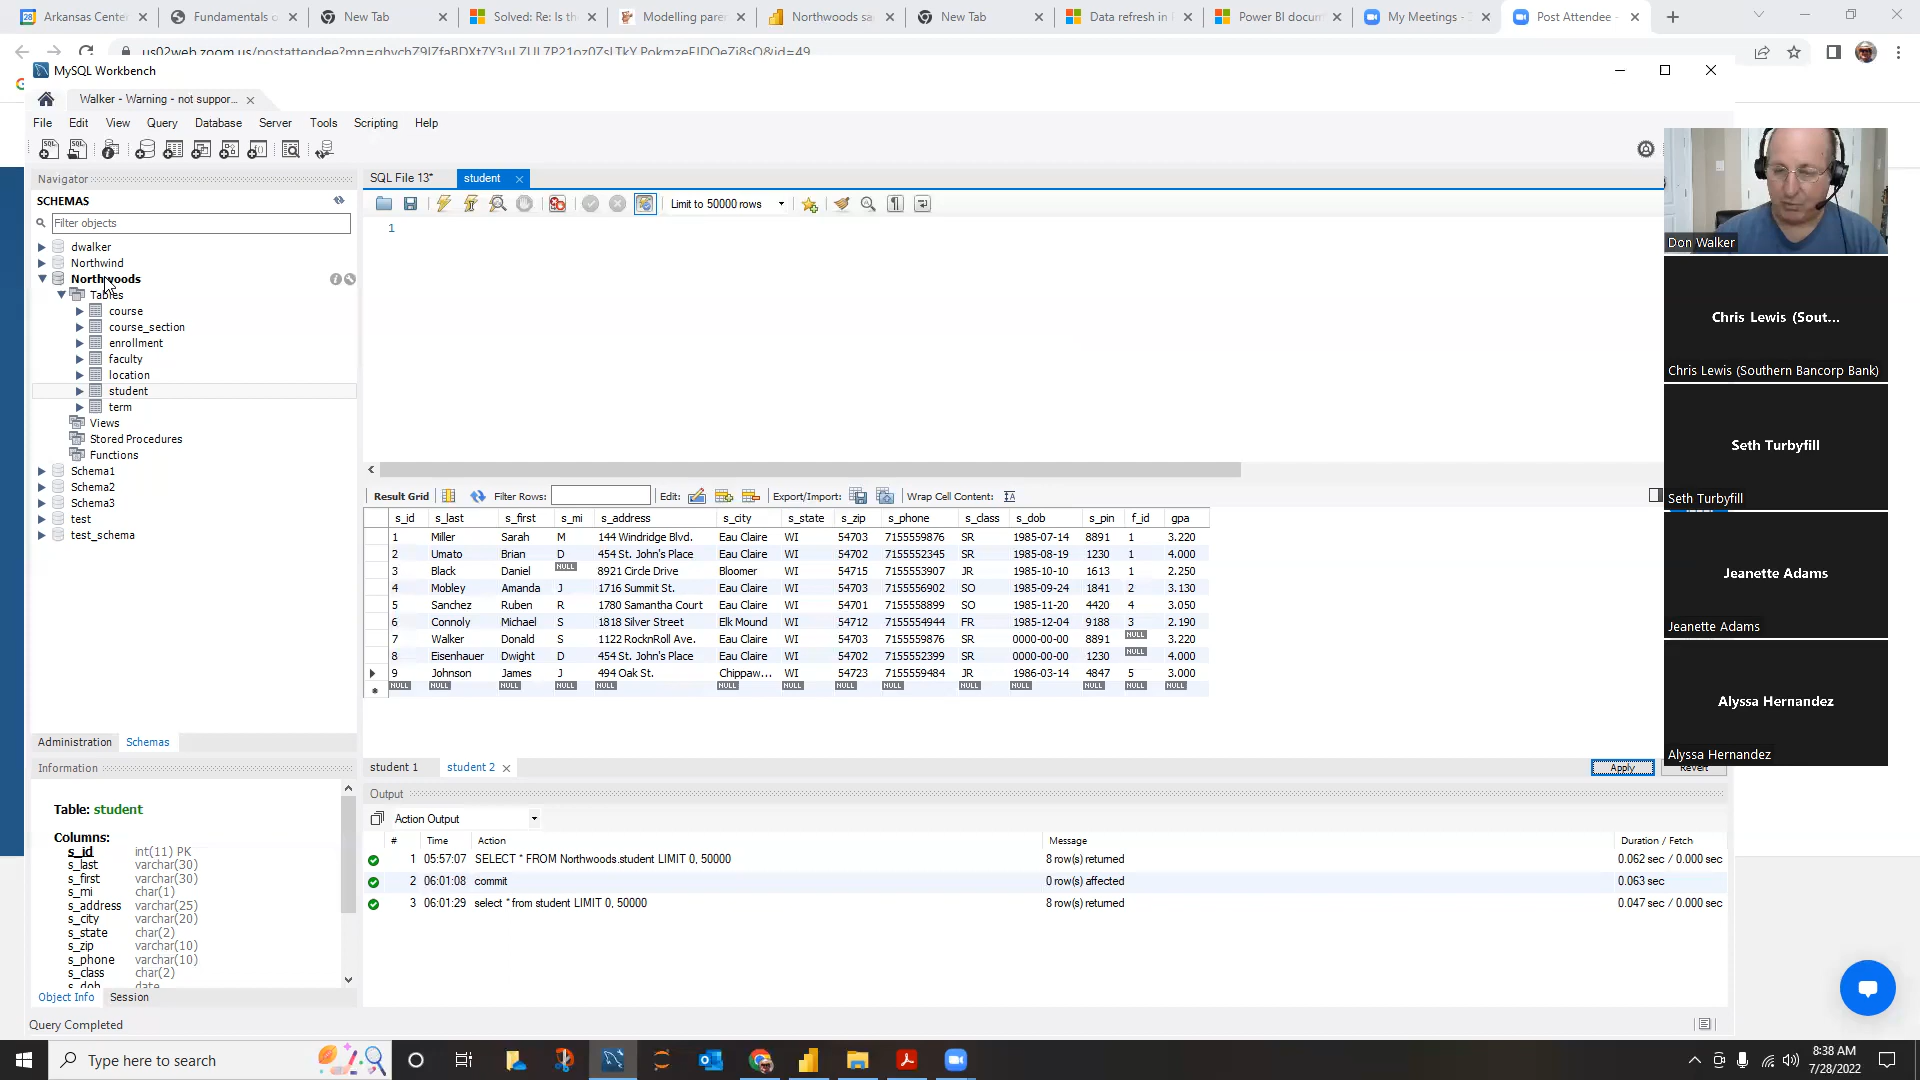 Arkansas Center
Fundamentals o
New Tab
Solved: Re: Is th
Modelling pare
Northwoods sa
New Tab
Data refresh in
Power BI docum
My Meetings -
Post Attendee -
MySQL Workbench
Walker - Warning - not suppor...
File Edit View Query Database Server Tools Scripting Help
Navigator
SCHEMAS
Filter objects
dwalker
Northwind
Northwoods
Tables
course
course_section
enrollment
faculty
location
student
term
Views
Stored Procedures
Functions
Schema1
Schema2
Schema3
test
test_schema
Administration Schemas
Information
Table: student
Columns:
s_id int(11) PK
s_last varchar(30)
s_first varchar(30)
s_mi char(1)
s_address varchar(25)
s_city varchar(20)
s_state char(2)
s_zip varchar(10)
s_phone varchar(10)
s_class char(2)
s_dob date
Object Info Session
Query Completed
SQL File 13* student
Limit to 50000 rows
1
Result Grid Filter Rows: Edit: Export/Import: Wrap Cell Content:
s_id s_last s_first s_mi s_address s_city s_state s_zip s_phone s_class s_dob s_pin f_id gpa
1 Miller Sarah M 144 Windridge Blvd. Eau Claire WI 54703 7155559876 SR 1985-07-14 8891 1 3.220
2 Umato Brian D 454 St. John's Place Eau Claire WI 54702 7155552345 SR 1985-08-19 1230 1 4.000
3 Black Daniel NULL 8921 Circle Drive Bloomer WI 54715 7155553907 JR 1985-10-10 1613 1 2.250
4 Mobley Amanda J 1716 Summit St. Eau Claire WI 54703 7155556902 SO 1985-09-24 1841 2 3.130
5 Sanchez Ruben R 1780 Samantha Court Eau Claire WI 54701 7155558899 SO 1985-11-20 4420 4 3.050
6 Connoly Michael S 1818 Silver Street Elk Mound WI 54712 7155554944 FR 1985-12-04 9188 3 2.190
7 Walker Donald S 1122 RocknRoll Ave. Eau Claire WI 54703 7155559876 SR 0000-00-00 8891 NULL 3.220
8 Eisenhauer Dwight D 454 St. John's Place Eau Claire WI 54702 7155552399 SR 0000-00-00 1230 NULL 4.000
9 Johnson James J 494 Oak St. Chippaw... WI 54723 7155559484 JR 1986-03-14 4847 5 3.000
NULL NULL NULL NULL NULL NULL NULL NULL NULL NULL NULL NULL NULL NULL
student 1 student 2
Apply Revert
Output
Action Output
# Time Action Message Duration / Fetch
1 05:57:07 SELECT * FROM Northwoods.student LIMIT 0, 50000 8 row(s) returned 0.062 sec / 0.000 sec
2 06:01:08 commit 0 row(s) affected 0.063 sec
3 06:01:29 select * from student LIMIT 0, 50000 8 row(s) returned 0.047 sec / 0.000 sec
Don Walker
Chris Lewis (Sout...
Chris Lewis (Southern Bancorp Bank)
Seth Turbyfill
Seth Turbyfill
Jeanette Adams
Jeanette Adams
Alyssa Hernandez
Alyssa Hernandez
Type here to search
8:38 AM
7/28/2022